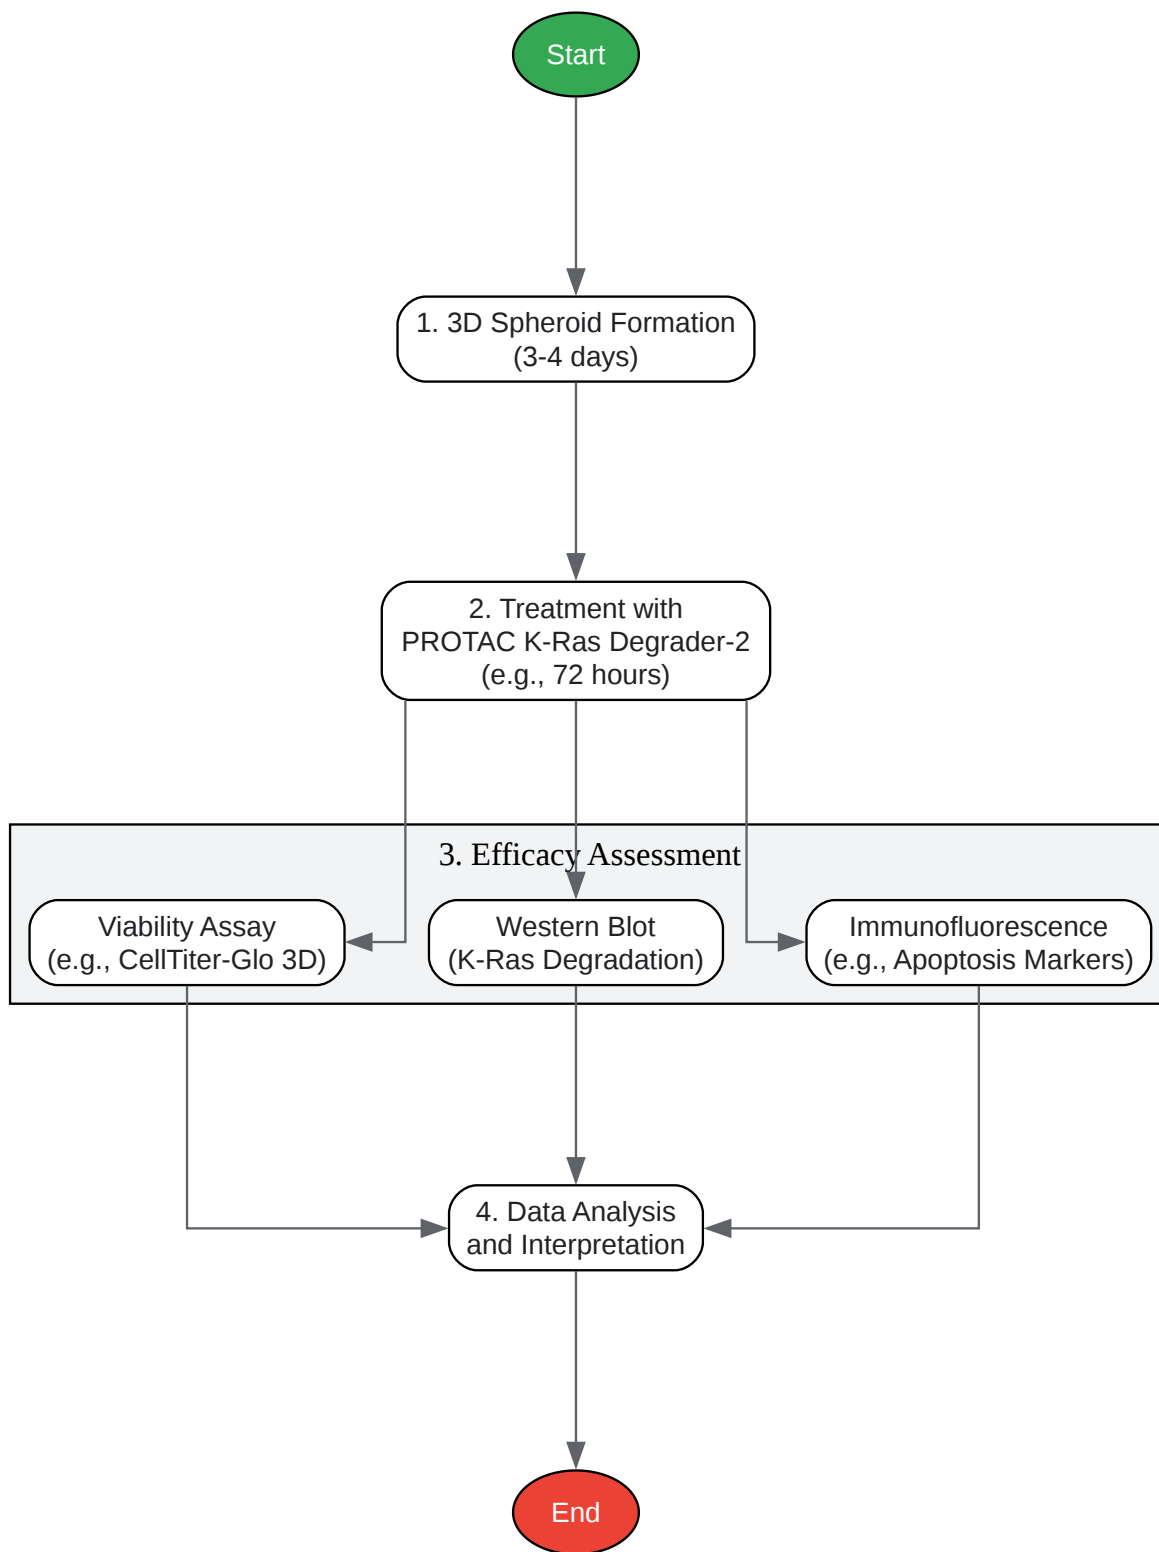 Start
1. 3D Spheroid Formation
(3-4 days)
2. Treatment with
PROTAC K-Ras Degrader-2
(e.g., 72 hours)
3. Efficacy Assessment
Viability Assay
(e.g., CellTiter-Glo 3D)
Western Blot
(K-Ras Degradation)
Immunofluorescence
(e.g., Apoptosis Markers)
4. Data Analysis
and Interpretation
End